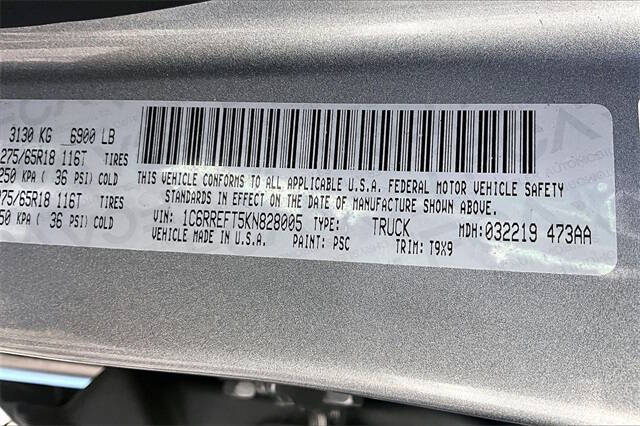 3130 KG 6900 LB
275/65R18 116T TIRES
250 KPA ( 36 PSI) COLD
275/65R18 116T TIRES
250 KPA ( 36 PSI) COLD
THIS VEHICLE CONFORMS TO ALL APPLICABLE U.S.A. FEDERAL MOTOR VEHICLE SAFETY
STANDARDS IN EFFECT ON THE DATE OF MANUFACTURE SHOWN ABOVE.
VIN: 1C6RREFT5KN828005 TYPE: TRUCK MDH:032219 473AA
VEHICLE MADE IN U.S.A. PAINT: PSC TRIM: T9X9